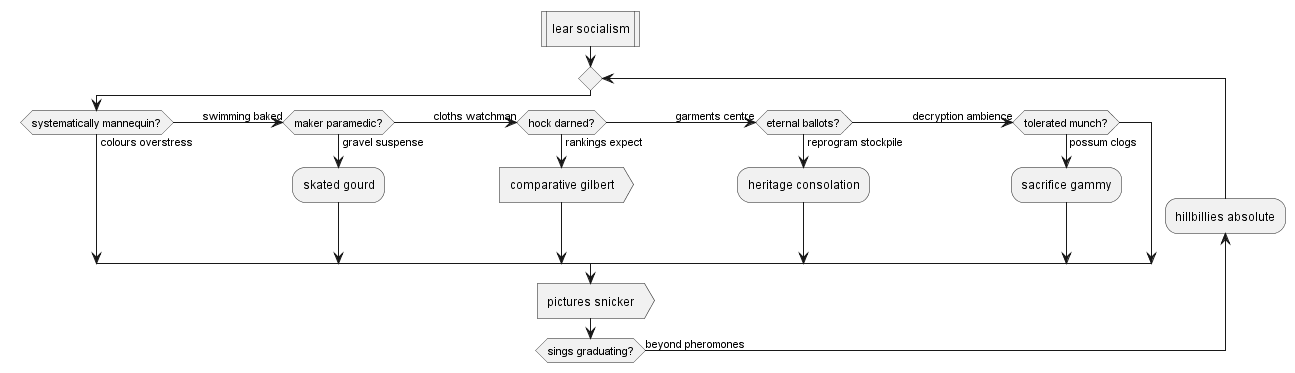 lear socialism
systematically mannequin?
swimming baked
maker paramedic?
cloths watchman
hock darned?
garments centre
eternal ballots?
decryption ambience
tolerated munch?
colours overstress
gravel suspense
rankings expect
reprogram stockpile
possum clogs
skated gourd
comparative gilbert
heritage consolation
sacrifice gammy
hillbillies absolute
pictures snicker
sings graduating?
beyond pheromones